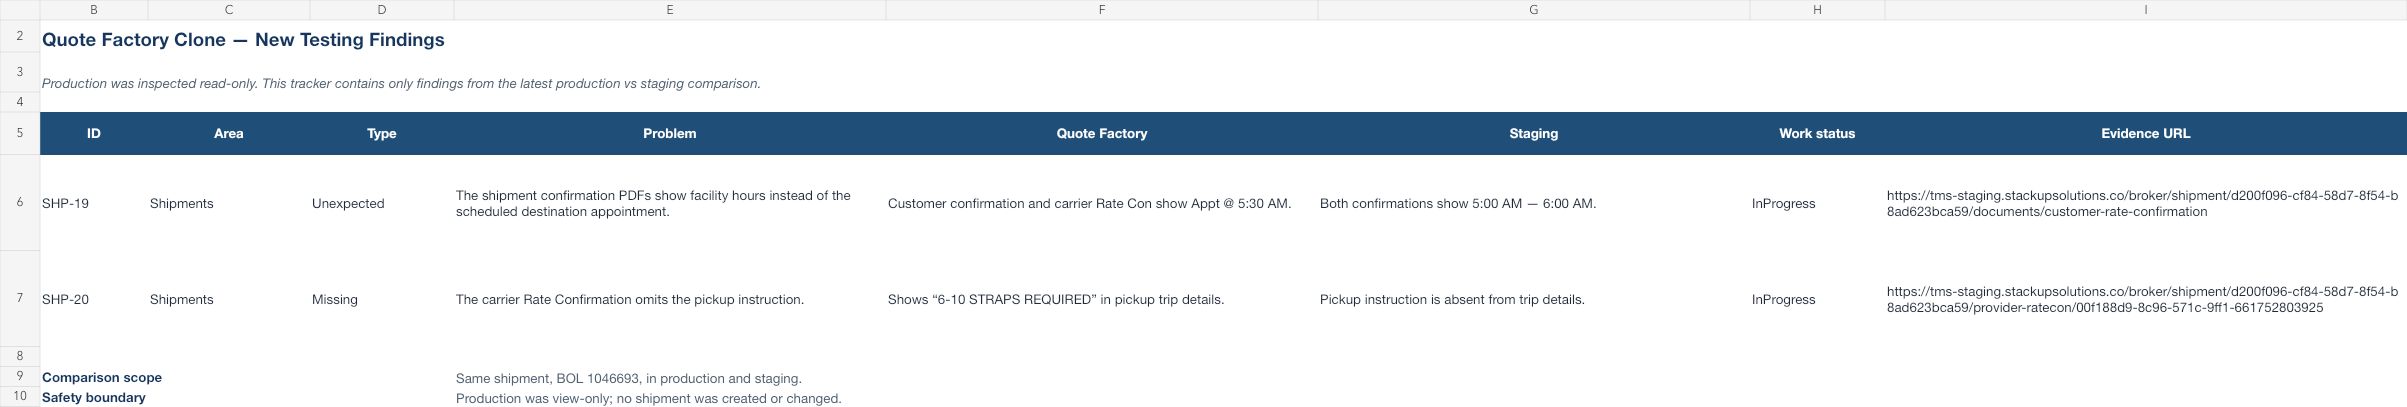 B C D E F G H I
2 Quote Factory Clone — New Testing Findings
3 Production was inspected read-only. This tracker contains only findings from the latest production vs staging comparison.
4
5 ID Area Type Problem Quote Factory Staging Work status Evidence URL
6 SHP-19 Shipments Unexpected The shipment confirmation PDFs show facility hours instead of the
scheduled destination appointment. Customer confirmation and carrier Rate Con show Appt @ 5:30 AM. Both confirmations show 5:00 AM — 6:00 AM. InProgress https://tms-staging.stackupsolutions.co/broker/shipment/d200f096-cf84-58d7-8f54-b
8ad623bca59/documents/customer-rate-confirmation
7 SHP-20 Shipments Missing The carrier Rate Confirmation omits the pickup instruction. Shows “6-10 STRAPS REQUIRED” in pickup trip details. Pickup instruction is absent from trip details. InProgress https://tms-staging.stackupsolutions.co/broker/shipment/d200f096-cf84-58d7-8f54-b
8ad623bca59/provider-ratecon/00f188d9-8c96-571c-9ff1-661752803925
8
9 Comparison scope Same shipment, BOL 1046693, in production and staging.
10 Safety boundary Production was view-only; no shipment was created or changed.